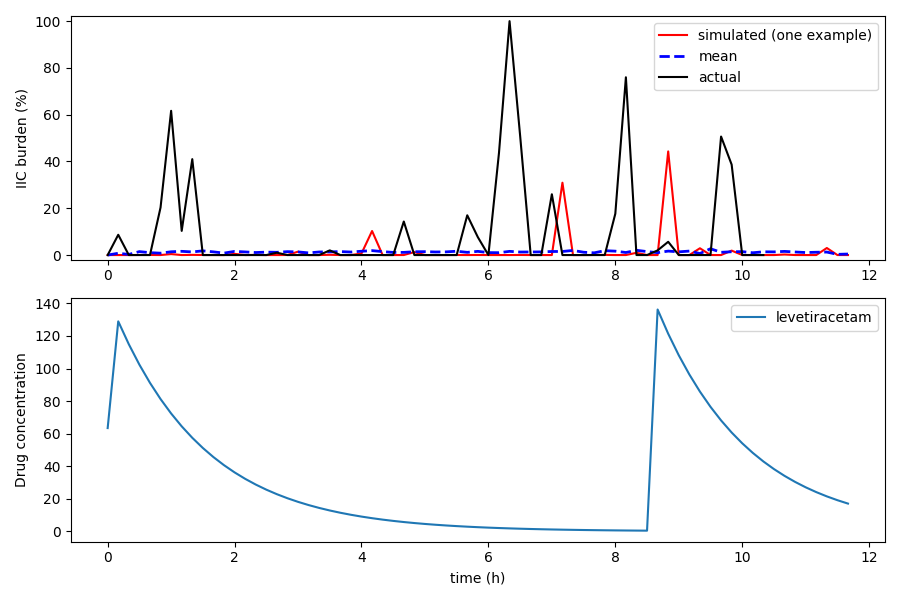 100
80
60
40
20
0
IIC burden (%)
simulated (one example)
mean
actual
0 2 4 6 8 10 12
140
120
100
80
60
40
20
0
Drug concentration
levetiracetam
0 2 4 6 8 10 12
time (h)